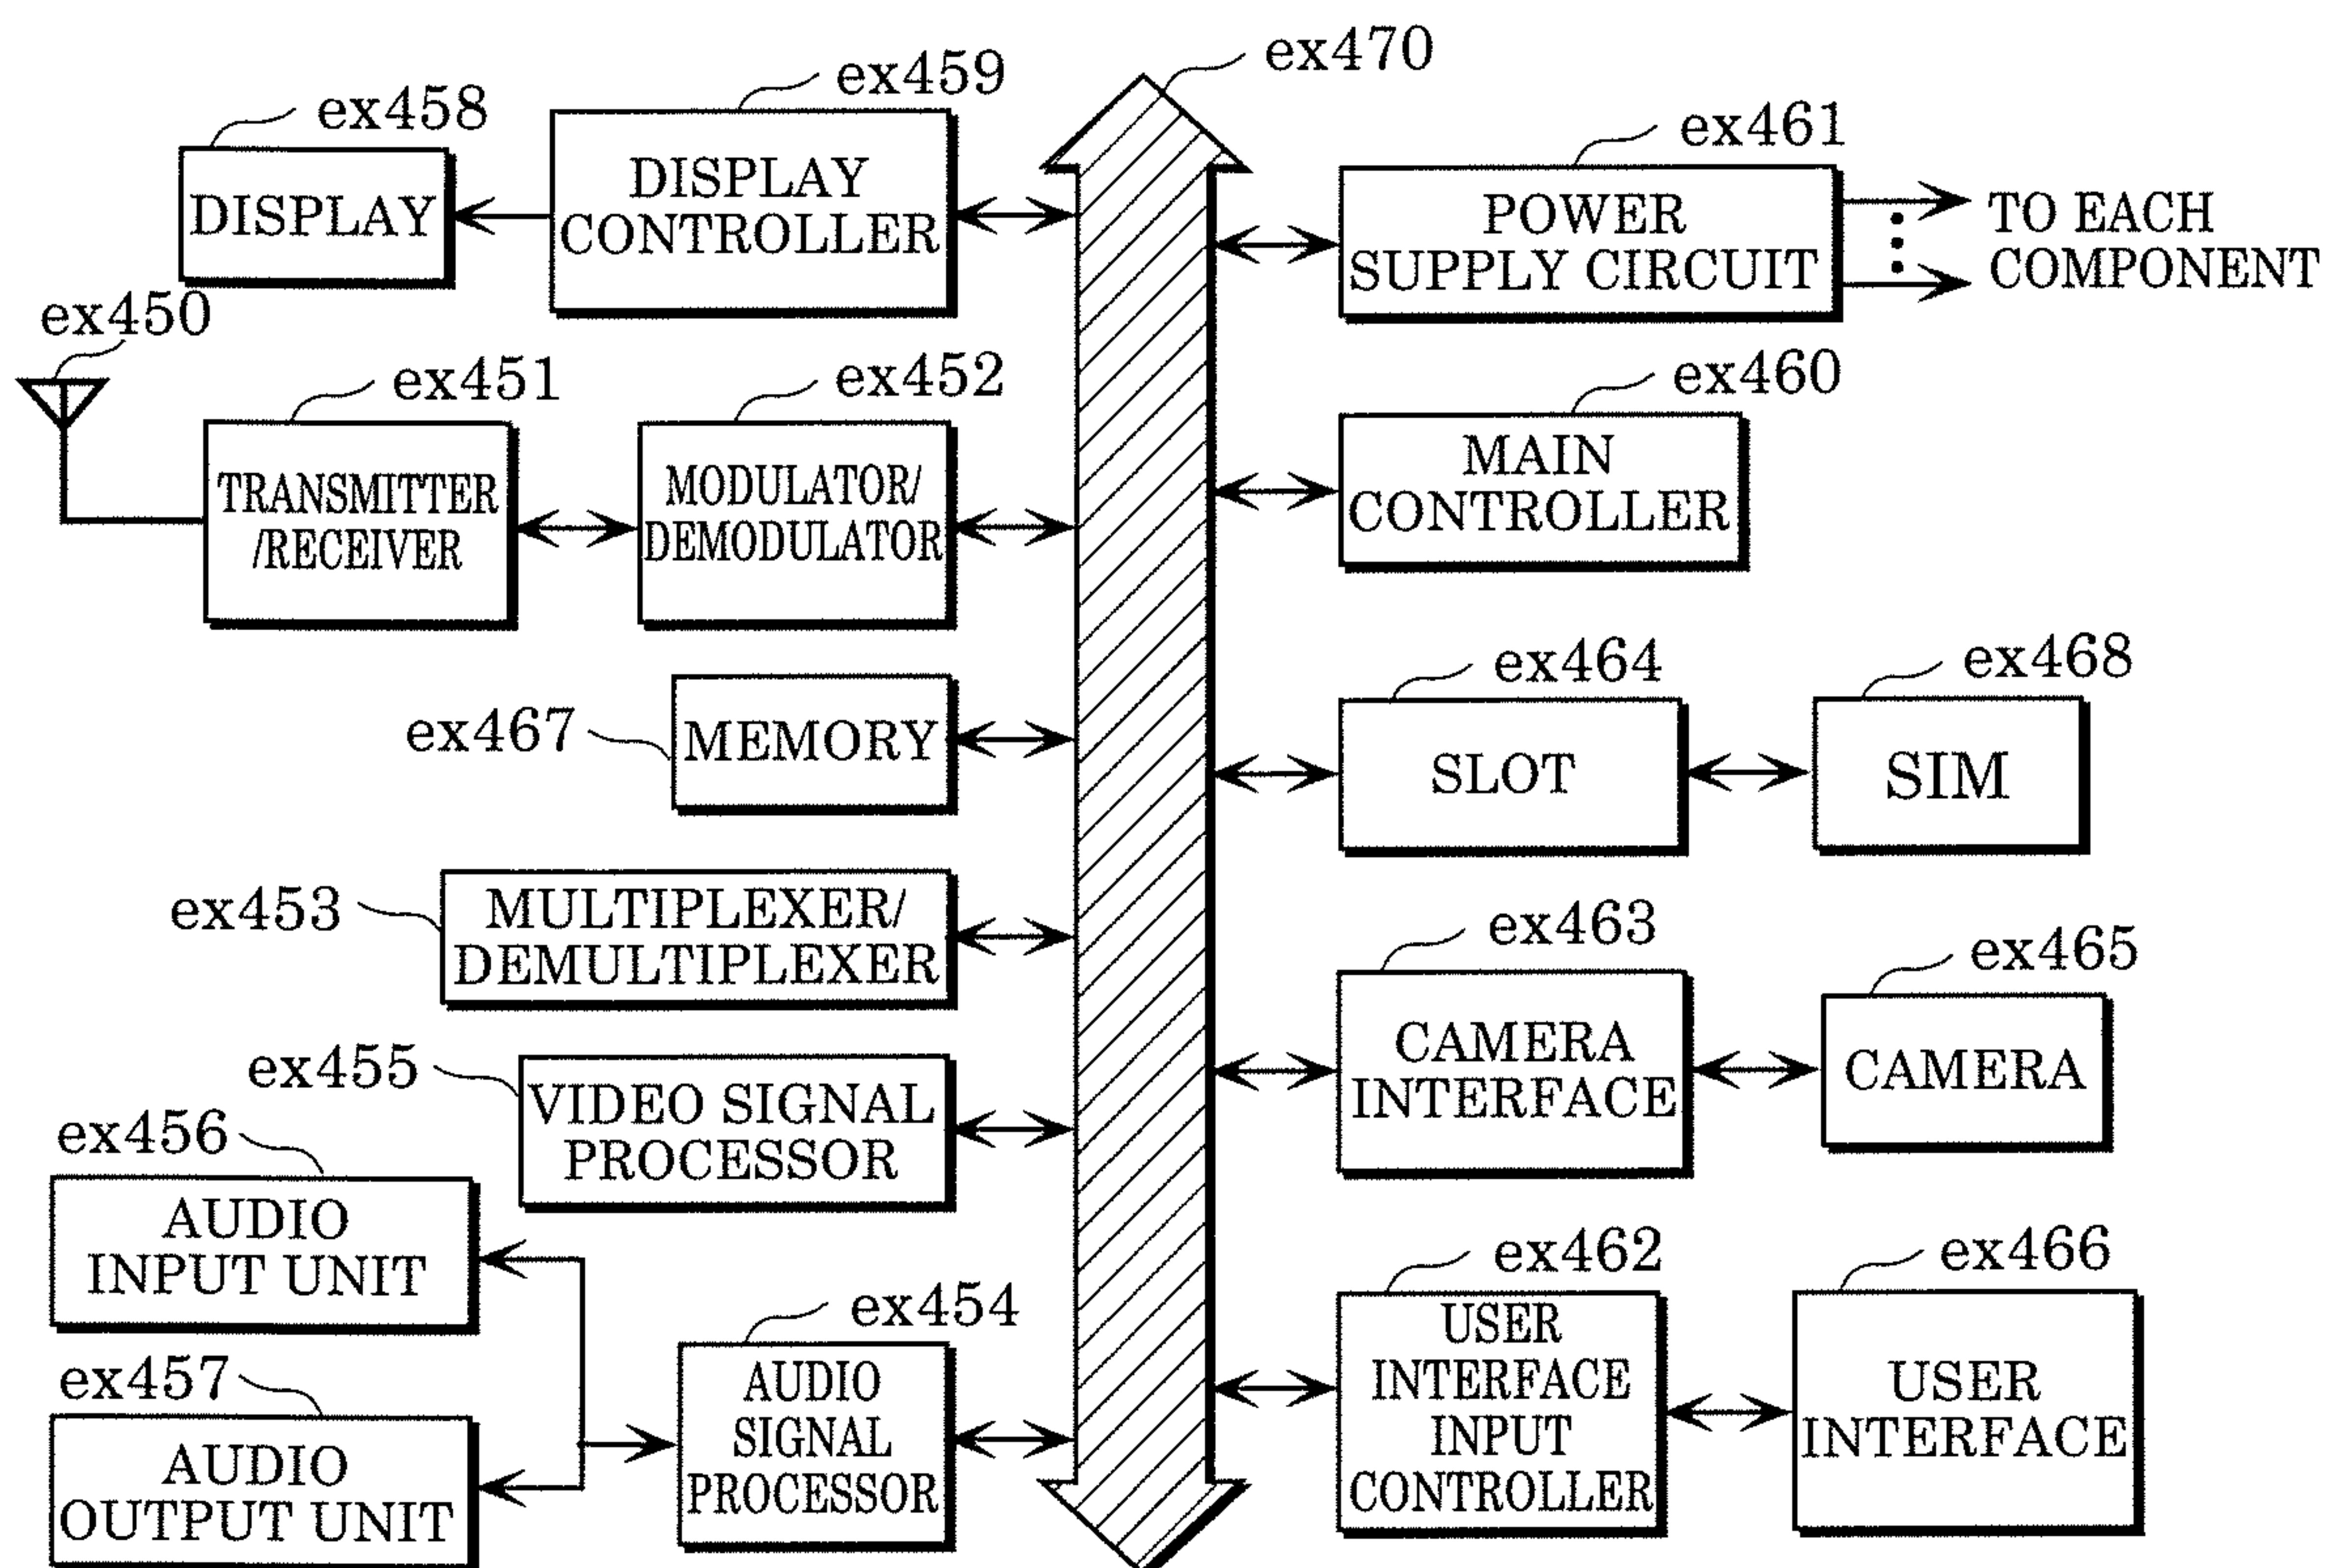 ex470
ex459
ex458
DISPLAY
CONTROLLER
DISPLAY
ex461
POWER
SUPPLY CIRCUIT
TO EACH
COMPONENT
ex450
ex451
TRANSMITTER
/RECEIVER
ex452
MODULATOR/
DEMODULATOR
ex460
MAIN
CONTROLLER
ex467
MEMORY
ex464
SLOT
ex468
SIM
ex453
MULTIPLEXER/
DEMULTIPLEXER
ex463
CAMERA
INTERFACE
ex465
CAMERA
ex455
VIDEO SIGNAL
PROCESSOR
ex456
AUDIO
INPUT UNIT
ex457
AUDIO
OUTPUT UNIT
ex454
AUDIO
SIGNAL
PROCESSOR
ex462
USER
INTERFACE
INPUT
CONTROLLER
ex466
USER
INTERFACE